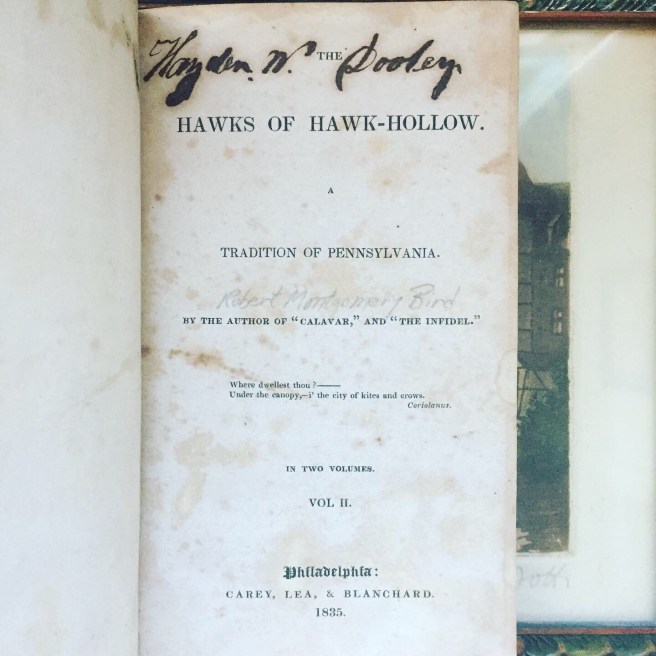 Hayden W. Dooley
THE
HAWKS OF HAWK-HOLLOW.
A
TRADITION OF PENNSYLVANIA.
Robert Montgomery Bird
BY THE AUTHOR OF “CALAVAR,” AND “THE INFIDEL.”
Where dwellest thou?——
Under the canopy,—i' the city of kites and crows.
Coriolanus.
IN TWO VOLUMES.
VOL II.
Philadelphia:
CAREY, LEA, & BLANCHARD.
1835.